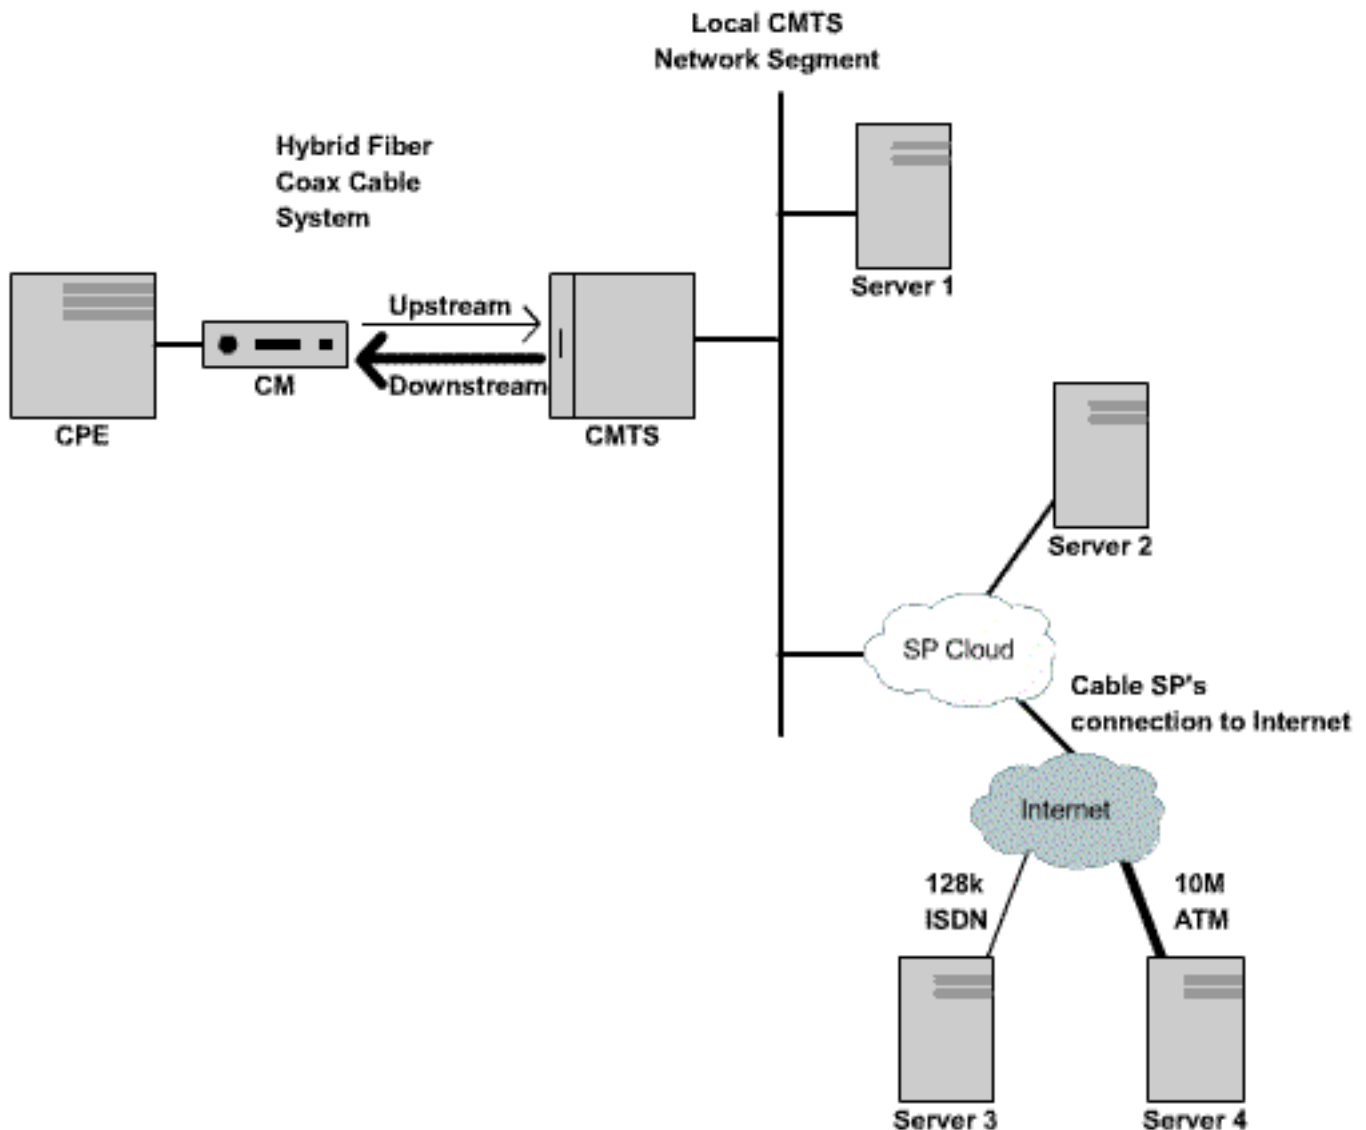 Local CMTS
Network Segment
Hybrid Fiber
Coax Cable
System
Server 1
Upstream
Downstream
CM
CPE
CMTS
Server 2
SP Cloud
Cable SP's
connection to Internet
Internet
128k
ISDN
10M
ATM
Server 3
Server 4